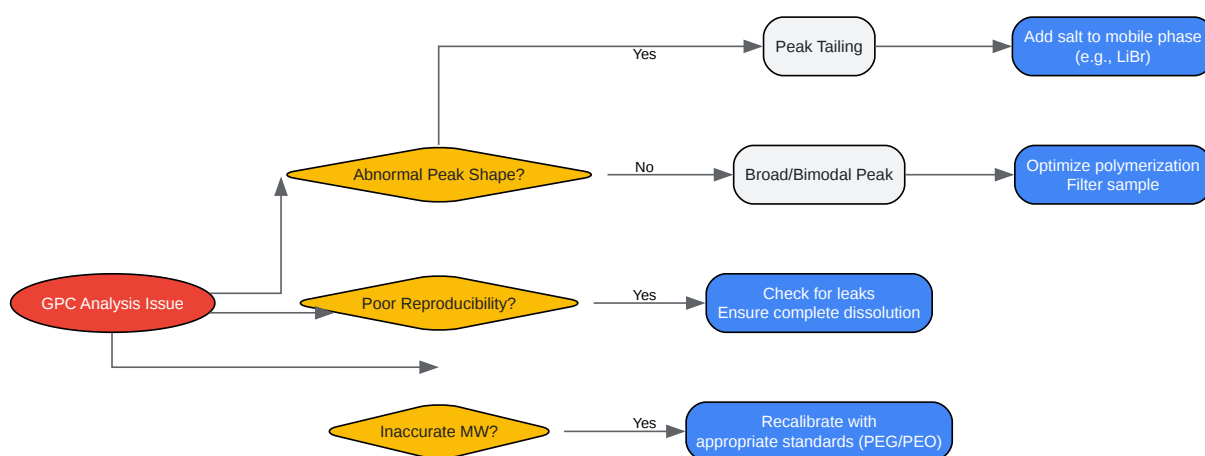 Peak Tailing
Add salt to mobile phase
(e.g., LiBr)
Yes
Abnormal Peak Shape?
No
Broad/Bimodal Peak
Optimize polymerization
Filter sample
GPC Analysis Issue
Poor Reproducibility?
Yes
Check for leaks
Ensure complete dissolution
Inaccurate MW?
Yes
Recalibrate with
appropriate standards (PEG/PEO)